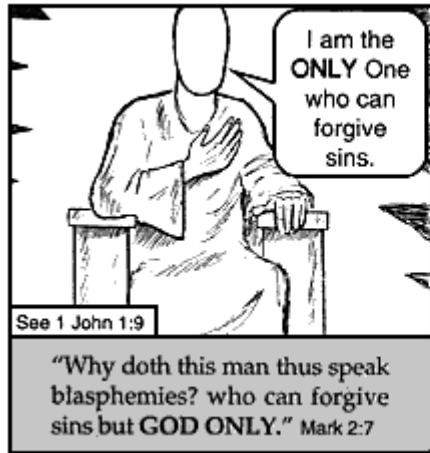 I am the
ONLY One
who can
forgive
sins.
See 1 John 1:9
"Why doth this man thus speak
blasphemies? who can forgive
sins but GOD ONLY." Mark 2:7